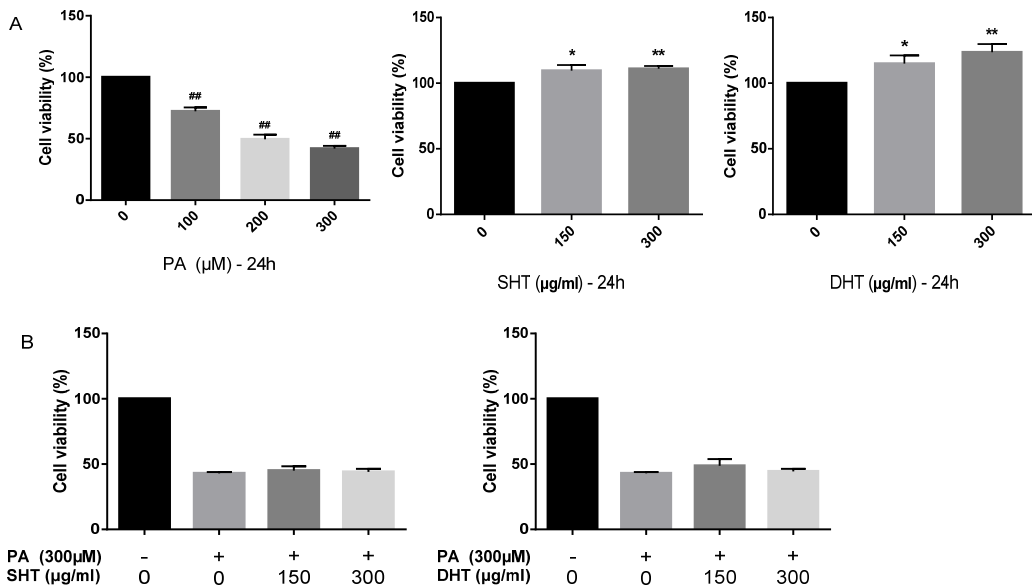 A
150
100
50
0
Cell viability (%)
##
##
##
0
100
200
300
PA (μM) - 24h
150
100
50
0
Cell viability (%)
*
**
0
150
300
SHT (μg/ml) - 24h
150
100
50
0
Cell viability (%)
*
**
0
150
300
DHT (μg/ml) - 24h
B
150
100
50
0
Cell viability (%)
PA (300μM) - + + +
SHT (μg/ml) 0 0 150 300
150
100
50
0
Cell viability (%)
PA (300μM) - + + +
DHT (μg/ml) 0 0 150 300